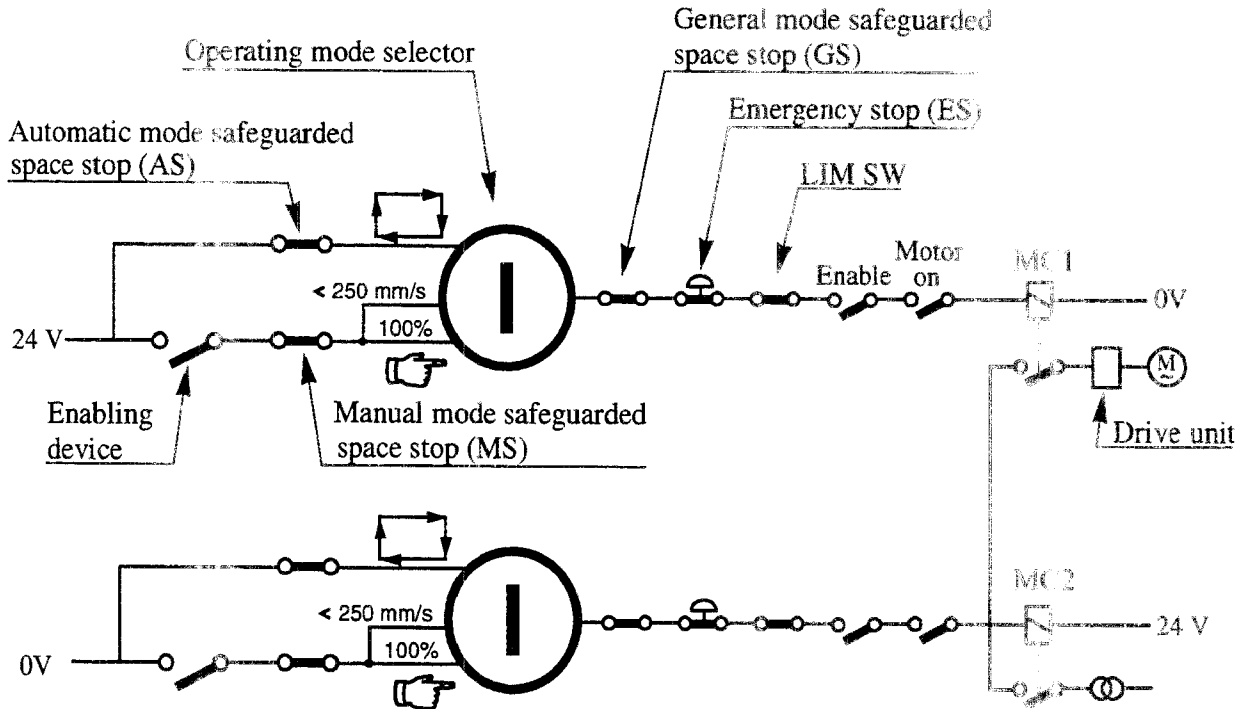 General mode safeguarded
space stop (GS)
Operating mode selector
Emergency stop (ES)
Automatic mode safeguarded
space stop (AS)
LIM SW
Enable
Motor
on
MC1
< 250 mm/s
0V
24 V
100%
M
~
Enabling
device
Manual mode safeguarded
space stop (MS)
Drive unit
MC2
< 250 mm/s
24 V
0V
100%